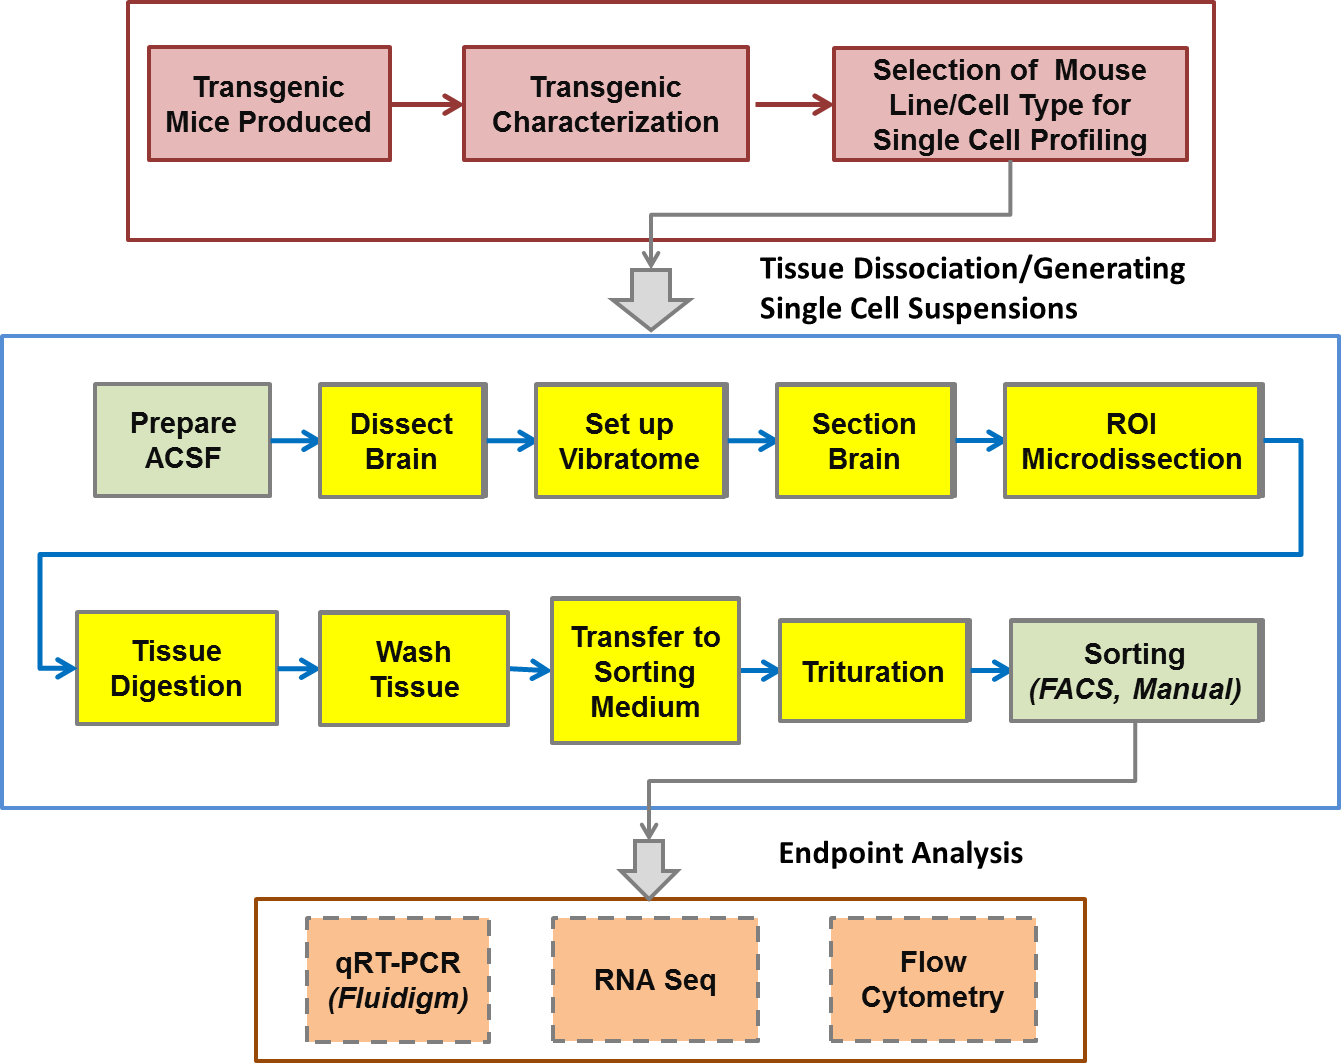 Transgenic
Mice Produced
Transgenic
Characterization
Selection of Mouse
Line/Cell Type for
Single Cell Profiling
Tissue Dissociation/Generating
Single Cell Suspensions
Prepare
ACSF
Dissect
Brain
Set up
Vibratome
Section
Brain
ROI
Microdissection
Tissue
Digestion
Wash
Tissue
Transfer to
Sorting
Medium
Trituration
Sorting
(FACS, Manual)
Endpoint Analysis
qRT-PCR
(Fluidigm)
RNA Seq
Flow
Cytometry